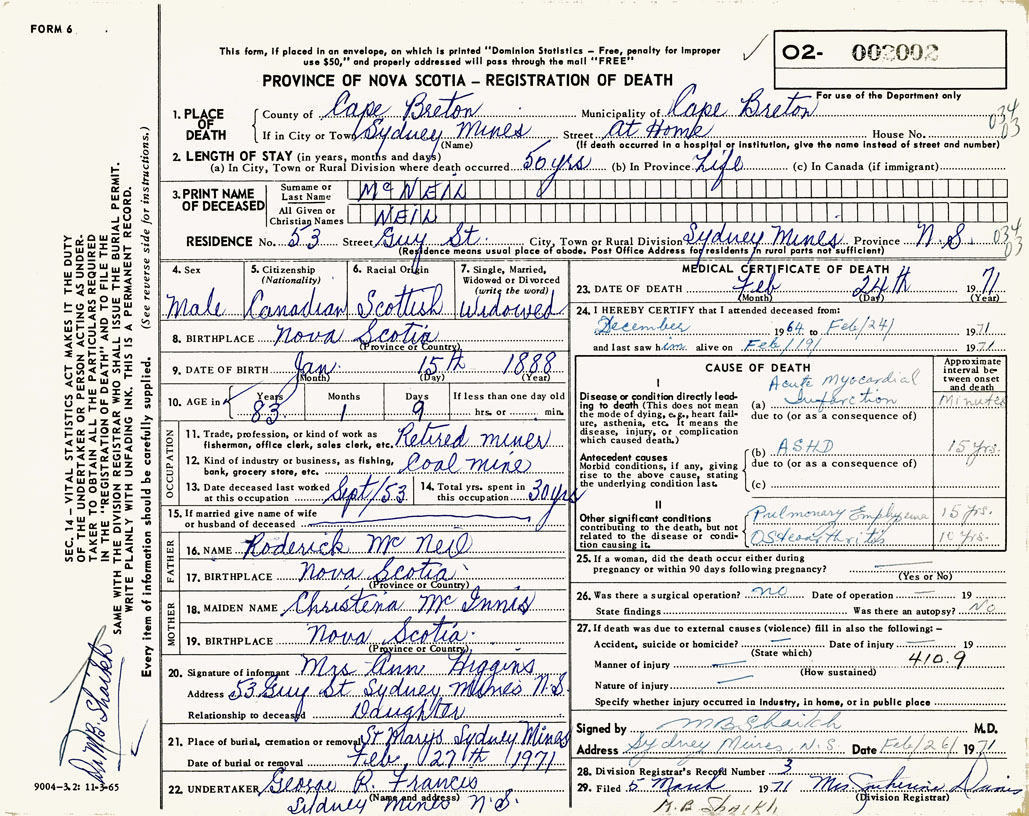 FORM 6
This form, if placed in an envelope, on which is printed "Dominion Statistics – Free, penalty for improper
use $50," and properly addressed will pass through the mail "FREE"
O2- 002002
PROVINCE OF NOVA SCOTIA – REGISTRATION OF DEATH
For use of the Department only
1. PLACE OF DEATH
County of Cape Breton Municipality of Cape Breton
034
03
If in City or Town Sydney Mines Street At Home House No.
(Name) (If death occurred in a hospital or institution, give the name instead of street and number)
2. LENGTH OF STAY (in years, months and days)
(a) In City, Town or Rural Division where death occurred 50 yrs (b) In Province Life (c) In Canada (if immigrant)
3. PRINT NAME OF DECEASED
Surname or Last Name McNEIL
All Given or Christian Names NEIL
RESIDENCE No. 53 Street Guy St. City, Town or Rural Division Sydney Mines Province N.S.
034
03
(Residence means usual place of abode. Post Office Address for residents in rural parts not sufficient)
4. Sex
Male
5. Citizenship (Nationality)
Canadian
6. Racial Origin
Scottish
7. Single, Married, Widowed or Divorced (write the word)
Widowed
8. BIRTHPLACE Nova Scotia
(Province or Country)
9. DATE OF BIRTH Jan. 15th 1888
(Month) (Day) (Year)
10. AGE in
Years 83
Months 1
Days 9
If less than one day old
hrs. or min.
OCCUPATION
11. Trade, profession, or kind of work as
fisherman, office clerk, sales clerk, etc. Retired miner
12. Kind of industry or business, as fishing,
bank, grocery store, etc. Coal mine
13. Date deceased last worked
at this occupation Sept/53
14. Total yrs. spent in
this occupation 30 yrs
15. If married give name of wife
or husband of deceased
FATHER
16. NAME Roderick McNeil
17. BIRTHPLACE Nova Scotia
(Province or Country)
MOTHER
18. MAIDEN NAME Christena McInnis
19. BIRTHPLACE Nova Scotia
(Province or Country)
20. Signature of informant Mrs Ann Higgins
Address 53 Guy St Sydney Mines N.S.
Relationship to deceased Daughter
21. Place of burial, cremation or removal St Marys Sydney Mines
Date of burial or removal Feb 27th 1971
22. UNDERTAKER George R. Francis
(Name and address)
Sydney Mines N.S.
MEDICAL CERTIFICATE OF DEATH
23. DATE OF DEATH Feb 24th 1971
(Month) (Day) (Year)
24. I HEREBY CERTIFY that I attended deceased from:
December 1964 to Feb/24/ 1971
and last saw him alive on Feb/19/ 1971
CAUSE OF DEATH
Approximate interval between onset and death
I
Disease or condition directly leading to death (This does not mean the mode of dying, e.g., heart failure, asthenia, etc. It means the disease, injury, or complication which caused death.)
(a) Acute Myocardial Infarction Minutes
due to (or as a consequence of)
Antecedent causes
Morbid conditions, if any, giving rise to the above cause, stating the underlying condition last
(b) ASHD 15 yrs.
due to (or as a consequence of)
(c)
II
Other significant conditions contributing to the death, but not related to the disease or condition causing it.
Pulmonary Emphysema 15 yrs.
Osteoarthritis 10 yrs.
25. If a woman, did the death occur either during
pregnancy or within 90 days following pregnancy?
(Yes or No)
26. Was there a surgical operation? no Date of operation — 19
State findings Was there an autopsy? No
27. If death was due to external causes (violence) fill in also the following: –
Accident, suicide or homicide? — Date of injury — 19
(State which)
Manner of injury — 410.9
(How sustained)
Nature of injury —
Specify whether injury occurred in industry, in home, or in public place
Signed by MB Shaikh M.D.
Address Sydney Mines, N.S. Date Feb/26/ 1971
28. Division Registrar's Record Number 3
29. Filed 5 March 1971 Mrs.
(Division Registrar)
M.B Shaikh
SEC. 14 – VITAL STATISTICS ACT MAKES IT THE DUTY
OF THE UNDERTAKER OR PERSON ACTING AS UNDER-
TAKER TO OBTAIN ALL THE PARTICULARS REQUIRED
IN THE "REGISTRATION OF DEATH" AND TO FILE THE
SAME WITH THE DIVISION REGISTRAR WHO SHALL ISSUE THE BURIAL PERMIT.
WRITE PLAINLY WITH UNFADING INK. THIS IS A PERMANENT RECORD.
Every item of information should be carefully supplied. (See reverse side for instructions.)
Dr MB Shaikh
9004-3.2: 11-3-65